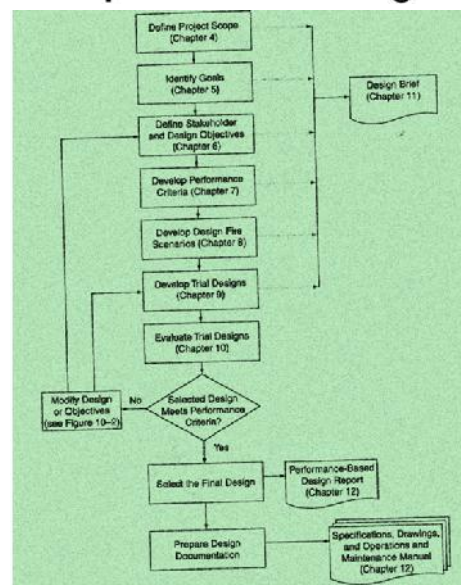 Define Project Scope
(Chapter 4)
Identify Goals
(Chapter 5)
Design Brief
(Chapter 11)
Define Stakeholder
and Design Objectives
(Chapter 6)
Develop Performance
Criteria (Chapter 7)
Develop Design Fire
Scenarios (Chapter 8)
Develop Trial Designs
(Chapter 9)
Evaluate Trial Designs
(Chapter 10)
Modify Design
or Objectives
(see Figure 10-2)
No
Selected Design
Meets Performance
Criteria?
Yes
Select the Final Design
Performance-Based
Design Report
(Chapter 12)
Prepare Design
Documentation
Specifications, Drawings,
and Operations and
Maintenance Manual
(Chapter 12)